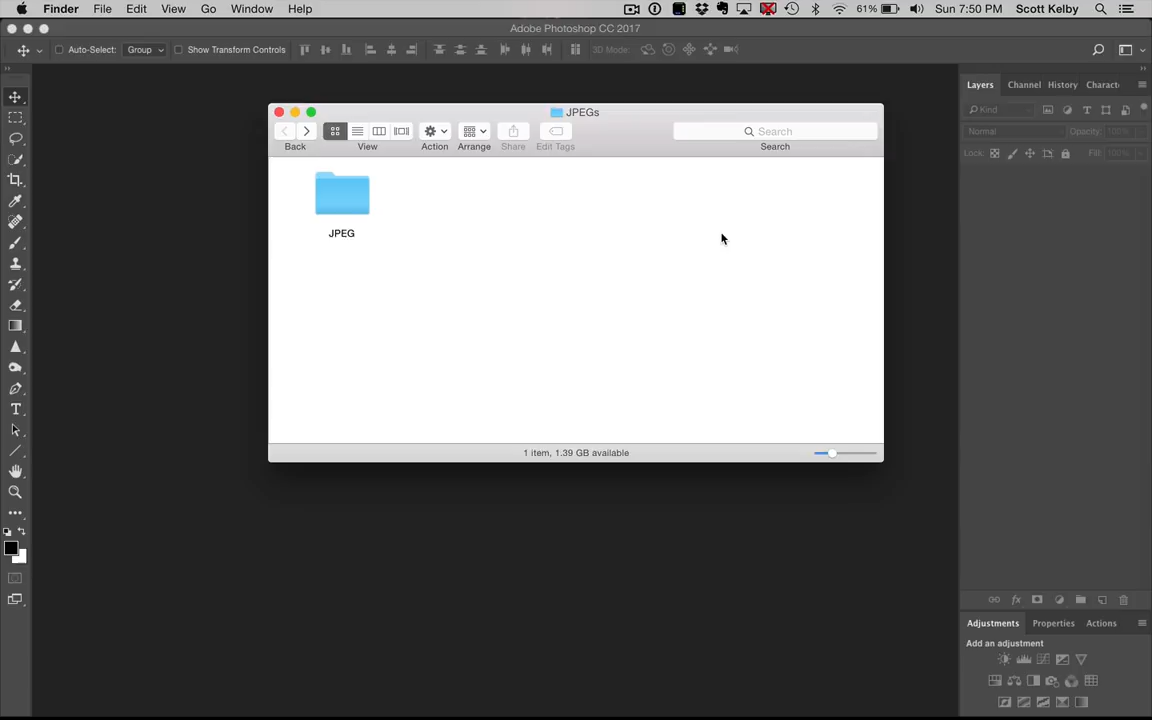 Finder File Edit View Go Window Help 61% Sun 7:50 PM Scott Kelby
Adobe Photoshop CC 2017
Auto-Select: Group Show Transform Controls 3D Mode:
JPEGs
Search
Back View Action Arrange Share Edit Tags Search
JPEG
1 item, 1.39 GB available
Layers Channel History Charact
Kind
Normal Opacity: 100%
Lock: Fill: 100%
fx
Adjustments Properties Actions
Add an adjustment